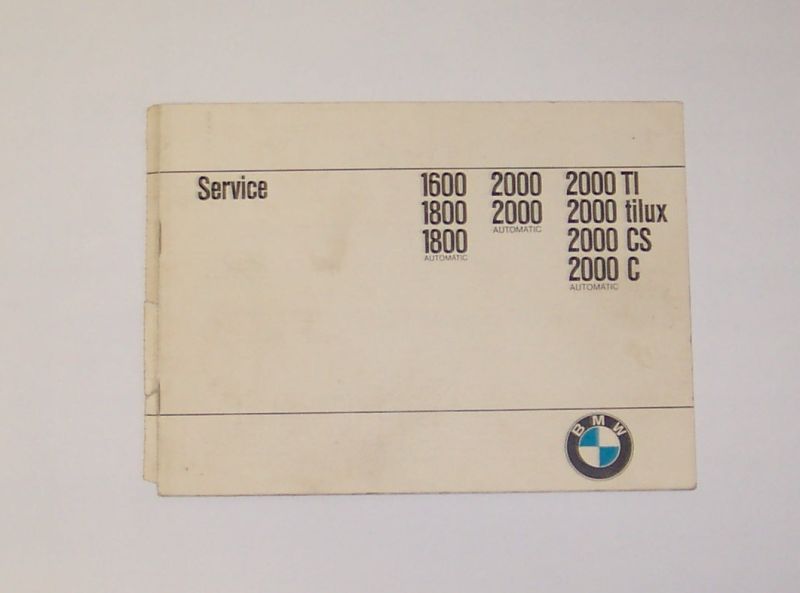 Service
1600
1800
1800
AUTOMATIC
2000
2000
AUTOMATIC
2000 TI
2000 tilux
2000 CS
2000 C
AUTOMATIC
BMW